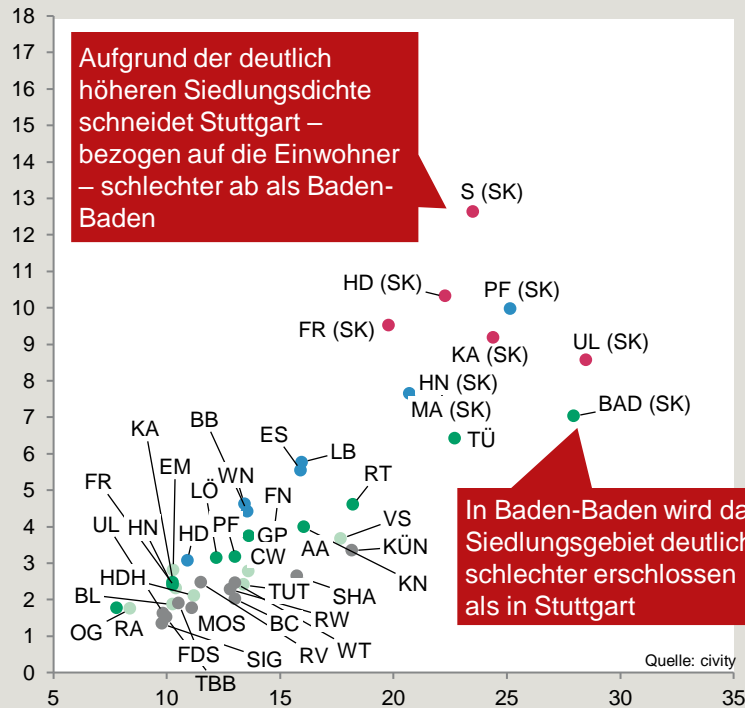 18
17
16
15
14
13
12
11
10
9
8
7
6
5
4
3
2
1
0
Aufgrund der deutlich
höheren Siedlungsdichte
schneidet Stuttgart –
bezogen auf die Einwohner
– schlechter ab als Baden-
Baden
S (SK)
HD (SK)
PF (SK)
FR (SK)
KA (SK)
UL (SK)
HN (SK)
MA (SK)
BAD (SK)
TÜ
KA
BB
ES
LB
EM
WN
RT
FR
LÖ
FN
UL
HN
HD
PF
GP
VS
CW
AA
KÜN
HDH
KN
BL
TUT
SHA
OG
RA
MOS
BC
RW
FDS
SIG
RV
WT
TBB
In Baden-Baden wird da
Siedlungsgebiet deutlich
schlechter erschlossen
als in Stuttgart
Quelle: civity
5 10 15 20 25 30 35